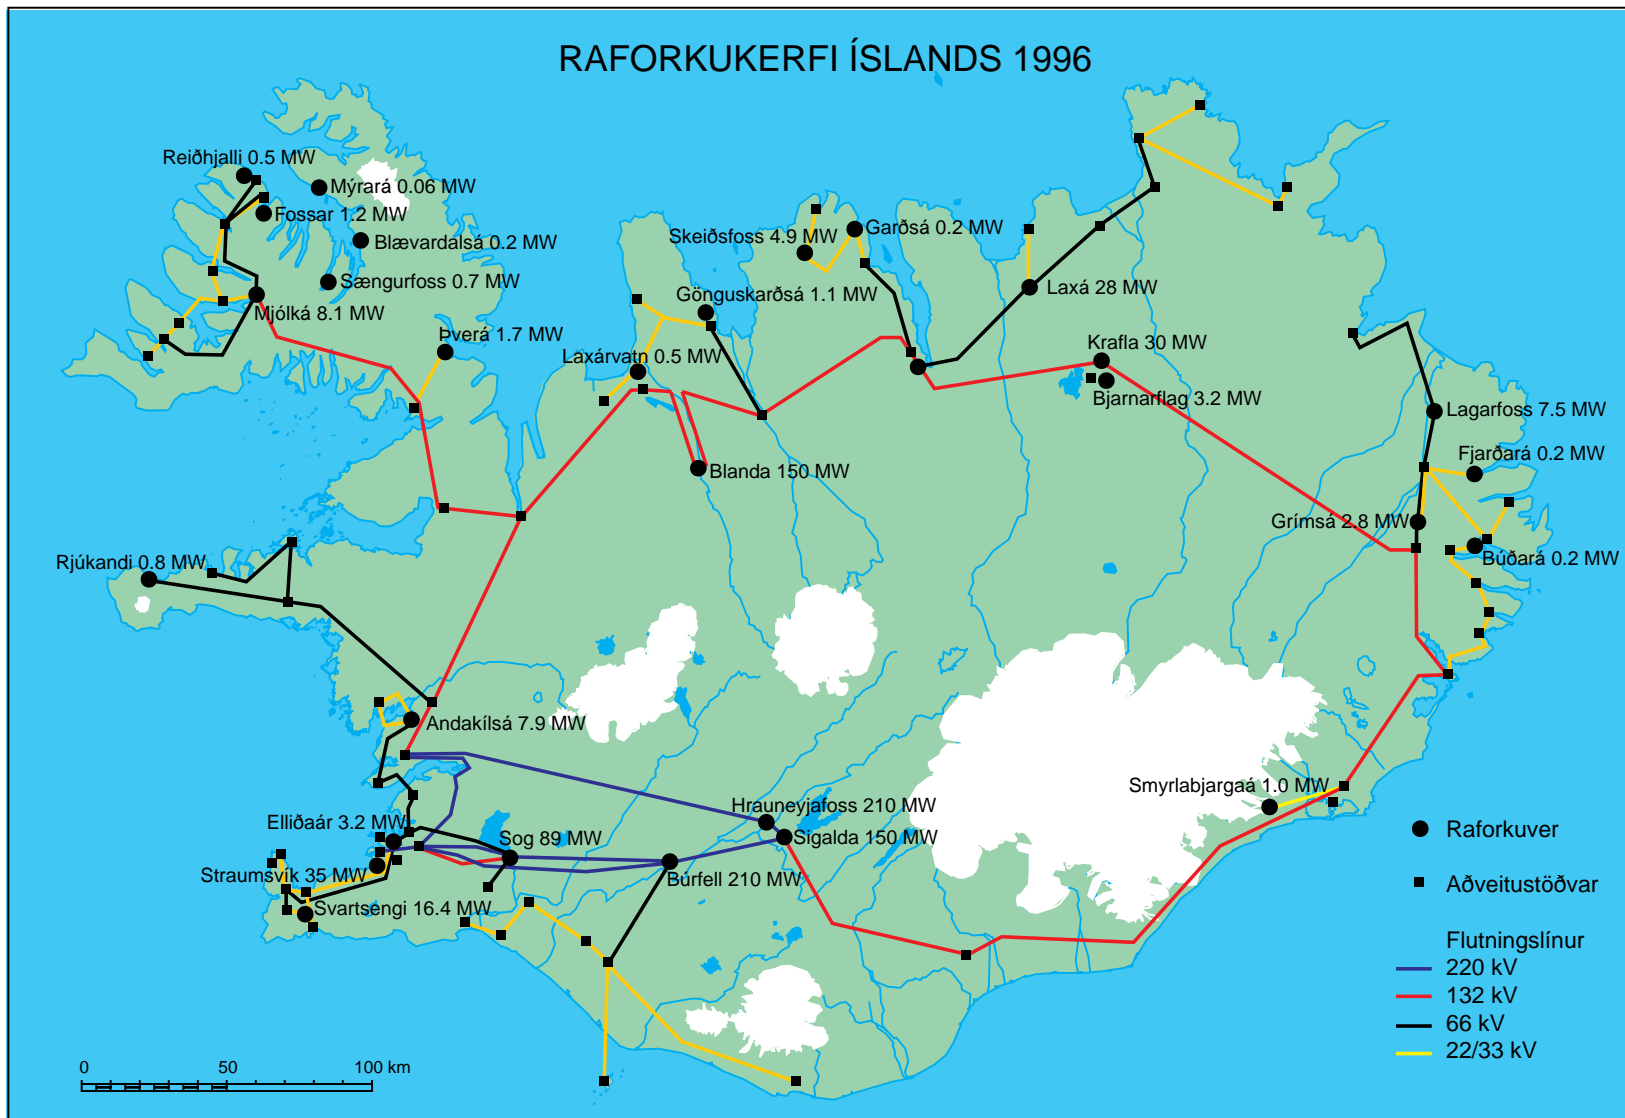 RAFORKUKERFI ÍSLANDS 1996
Reiðhjalli 0.5 MW
Mýrará 0.06 MW
Fossar 1.2 MW
Blævardalsá 0.2 MW
Sængurfoss 0.7 MW
Mjólká 8.1 MW
Þverá 1.7 MW
Skeiðsfoss 4.9 MW
Garðsá 0.2 MW
Gönguskarðsá 1.1 MW
Laxá 28 MW
Laxárvatn 0.5 MW
Krafla 30 MW
Bjarnarflag 3.2 MW
Lagarfoss 7.5 MW
Fjarðará 0.2 MW
Blanda 150 MW
Grímsá 2.8 MW
Búðará 0.2 MW
Rjúkandi 0.8 MW
Andakílsá 7.9 MW
Smyrlabjargaá 1.0 MW
Hrauneyjafoss 210 MW
Elliðaár 3.2 MW
Sog 89 MW
Sigalda 150 MW
Straumsvík 35 MW
Búrfell 210 MW
Svartsengi 16.4 MW
Raforkuver
Aðveitustöðvar
Flutningslínur
220 kV
132 kV
66 kV
22/33 kV
0 50 100 km